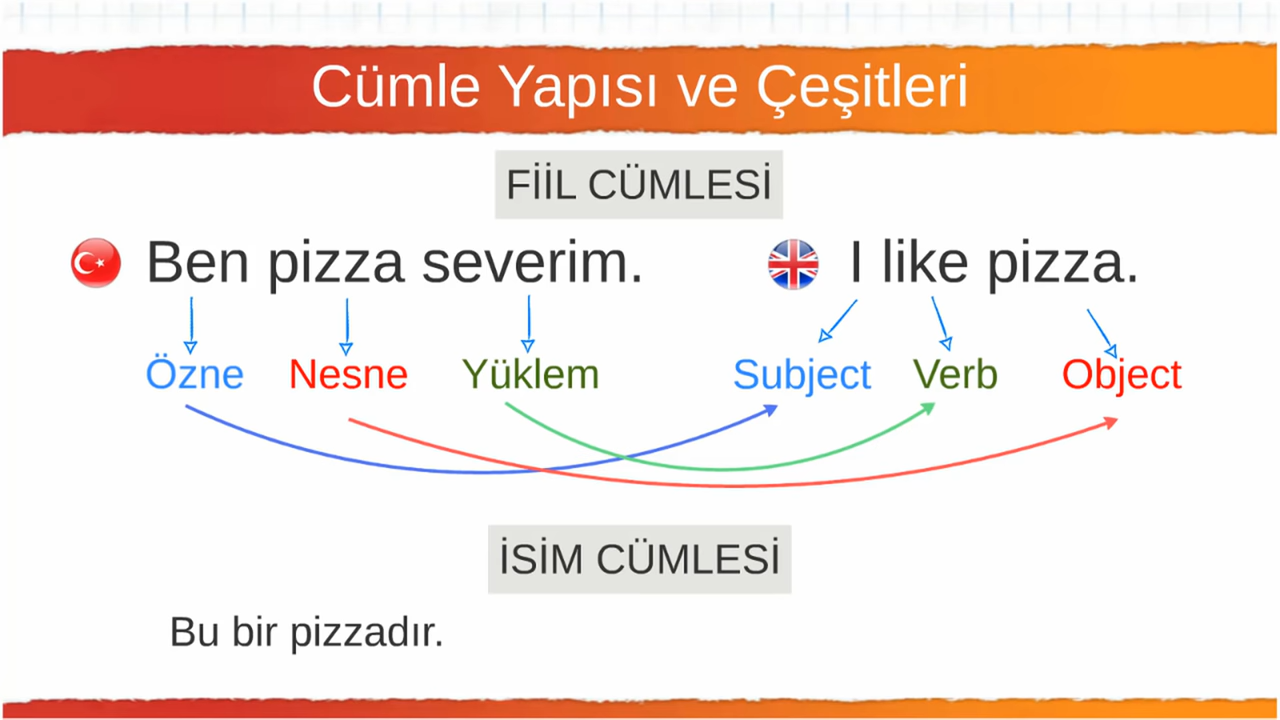 Cümle Yapısı ve Çeşitleri
FİİL CÜMLESİ
Ben pizza severim. I like pizza.
Özne Nesne Yüklem Subject Verb Object
İSİM CÜMLESİ
Bu bir pizzadır.